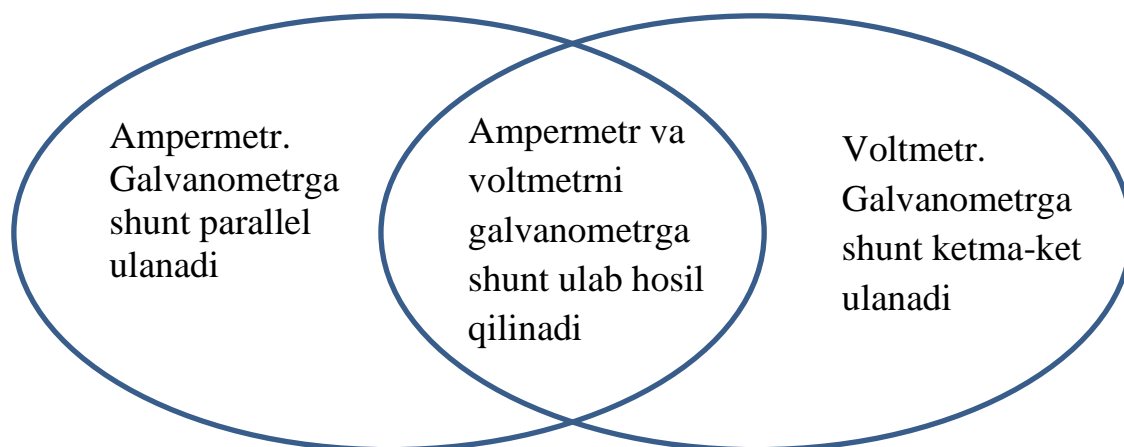 Ampermetr.
Galvanometrga
shunt parallel
ulanadi
Ampermetr va
voltmetrni
galvanometrga
shunt ulab hosil
qilinadi
Voltmetr.
Galvanometrga
shunt ketma-ket
ulanadi